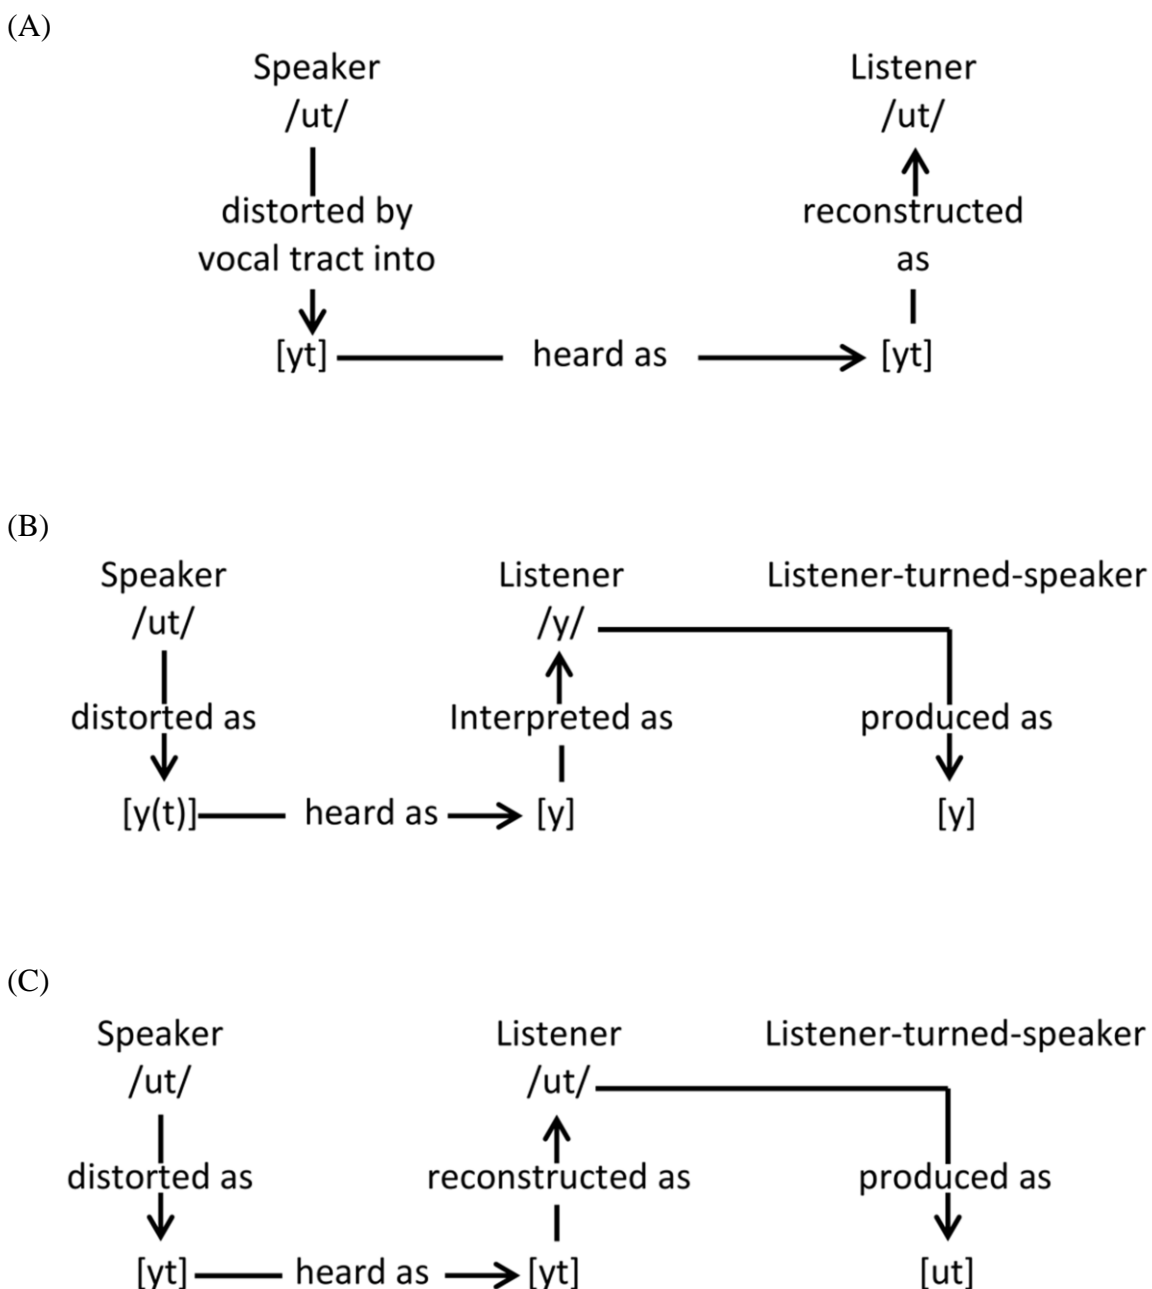 (A)
Speaker Listener
/ut/ /ut/
distorted by reconstructed
vocal tract into as
[yt] heard as [yt]
(B)
Speaker Listener Listener-turned-speaker
/ut/ /y/
distorted as Interpreted as produced as
[y(t)] heard as [y] [y]
(C)
Speaker Listener Listener-turned-speaker
/ut/ /ut/
distorted as reconstructed as produced as
[yt] heard as [yt] [ut]